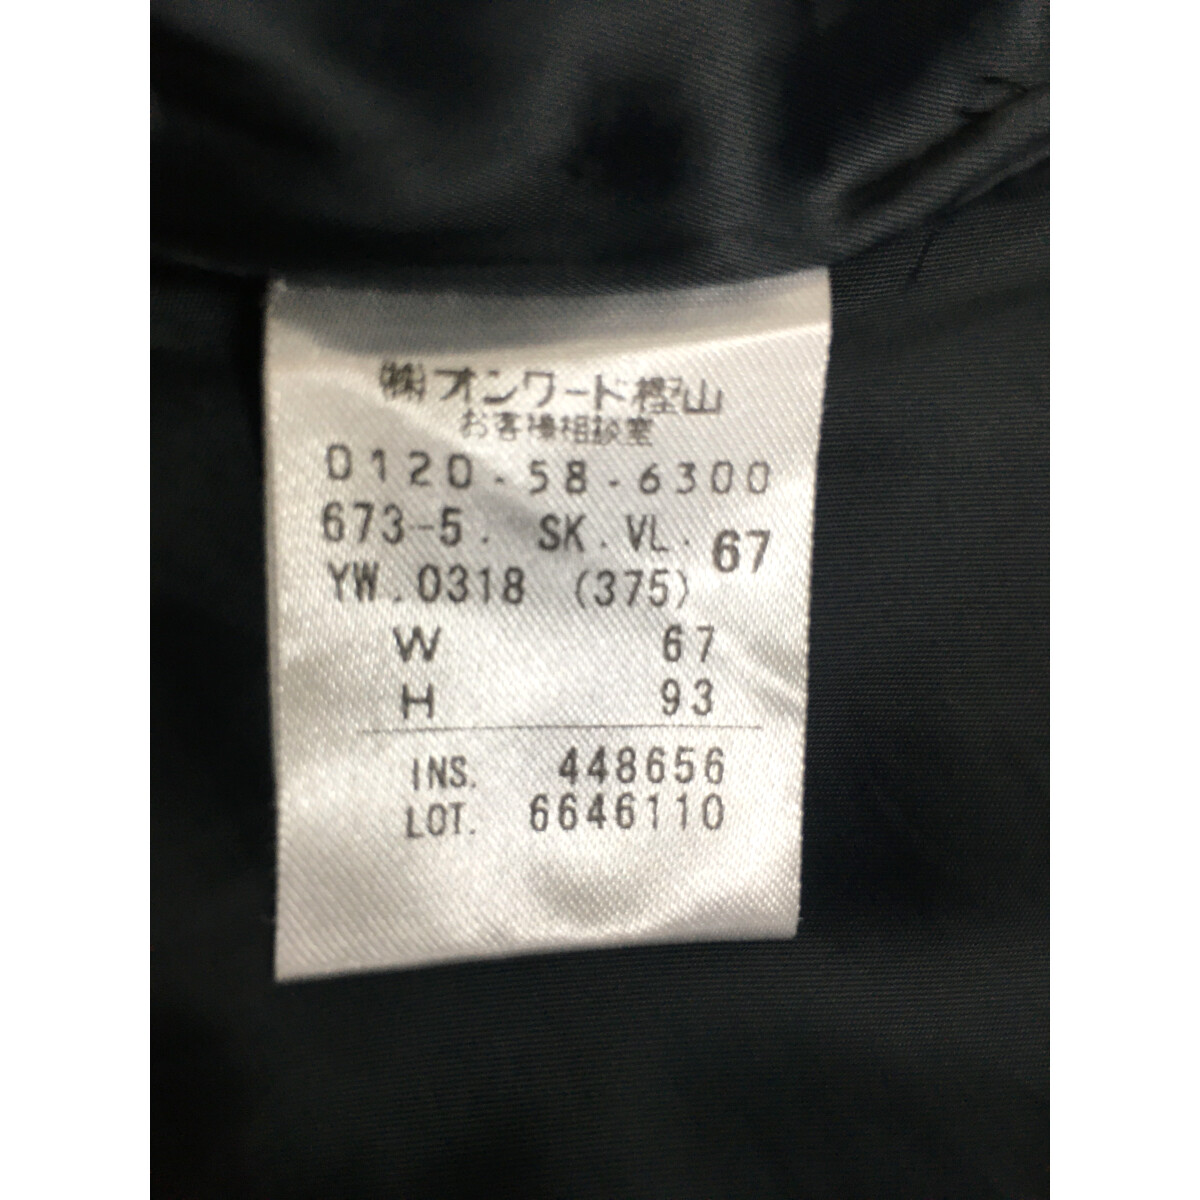 ㈱オンワード樫山
お客様相談室
0120-58-6300
673-5. SK.VL. 67
YW.0318 (375)
W 67
H 93
INS. 448656
LOT. 6646110